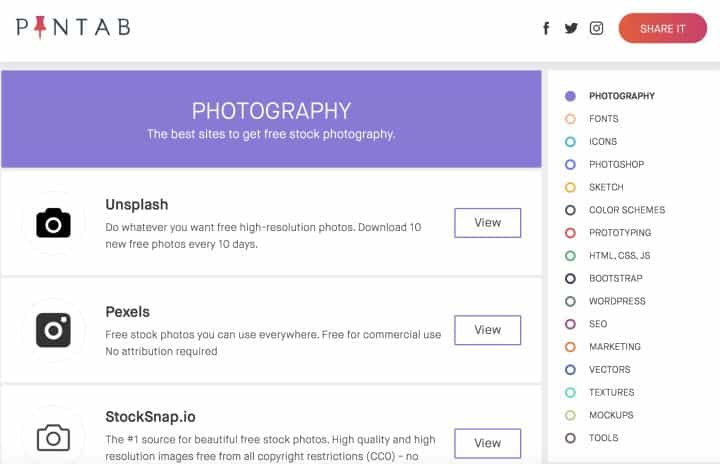 PINTAB
SHARE IT
PHOTOGRAPHY
The best sites to get free stock photography.
Unsplash
Do whatever you want free high-resolution photos. Download 10
new free photos every 10 days.
View
Pexels
Free stock photos you can use everywhere. Free for commercial use
No attribution required
View
StockSnap.io
The #1 source for beautiful free stock photos. High quality and high
resolution images free from all copyright restrictions (CC0) - no
View
PHOTOGRAPHY
FONTS
ICONS
PHOTOSHOP
SKETCH
COLOR SCHEMES
PROTOTYPING
HTML, CSS, JS
BOOTSTRAP
WORDPRESS
SEO
MARKETING
VECTORS
TEXTURES
MOCKUPS
TOOLS